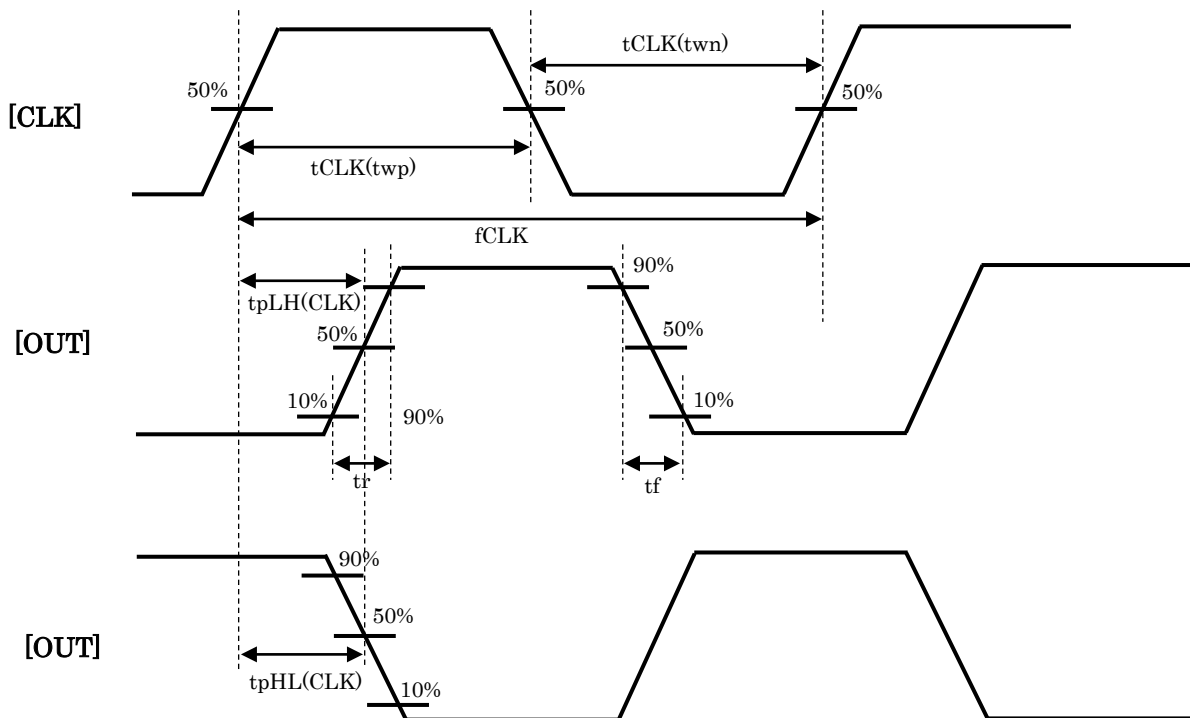 tCLK(twn)
50%
50%
50%
[CLK]
tCLK(twp)
fCLK
90%
tpLH(CLK)
50%
50%
[OUT]
10%
10%
90%
tr
tf
90%
50%
[OUT]
tpHL(CLK)
10%